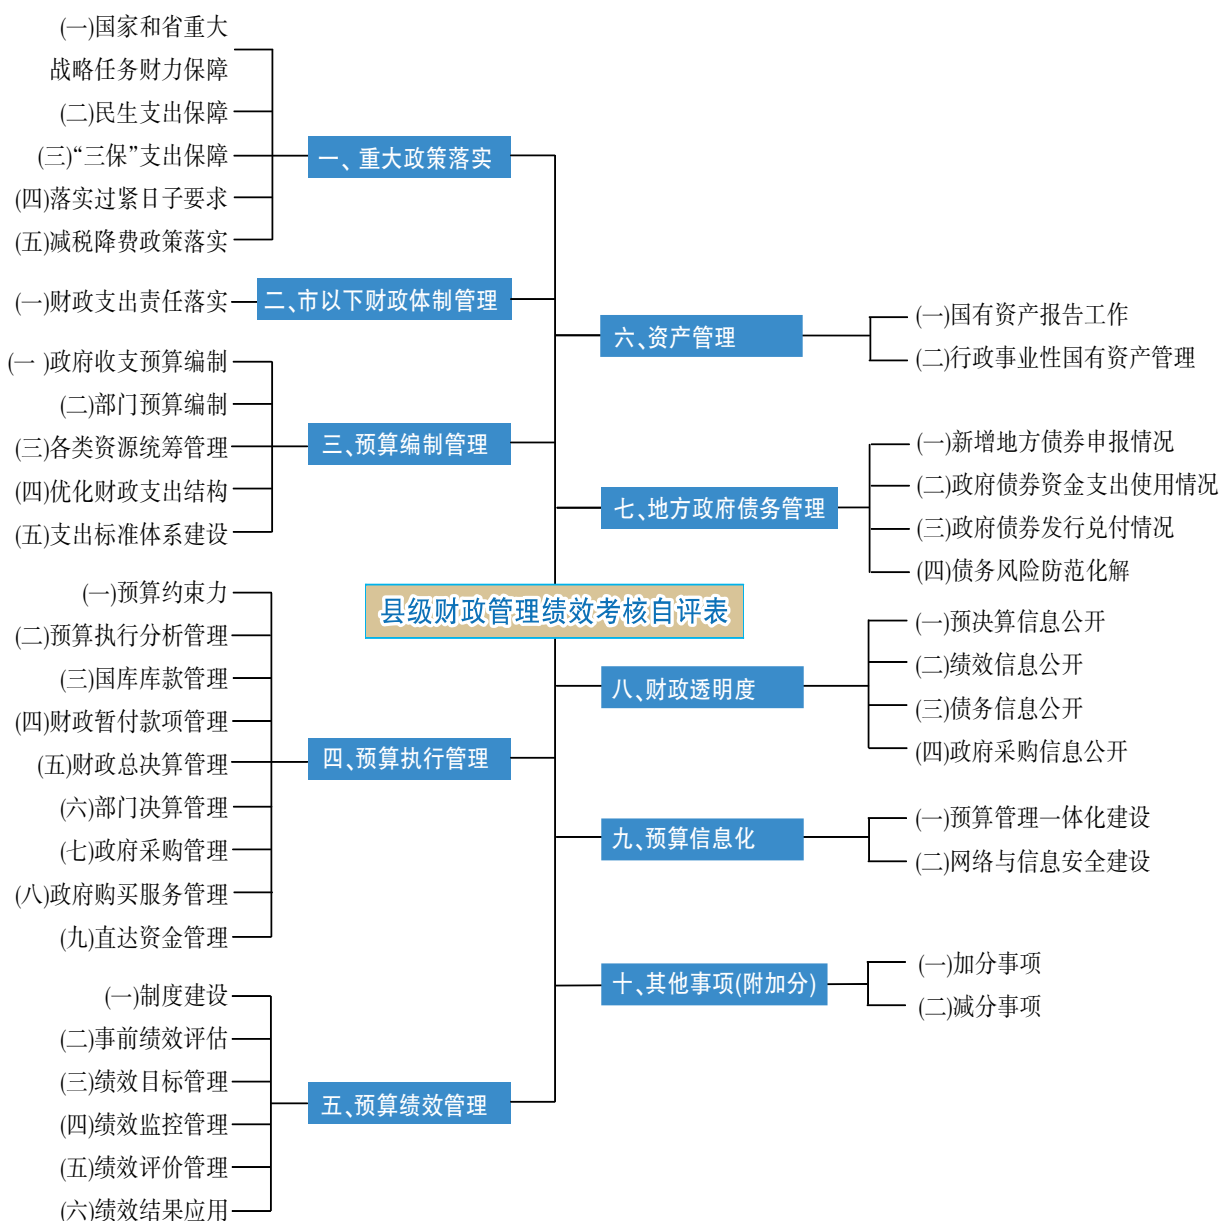 县级财政管理绩效考核自评表
一、重大政策落实
(一)国家和省重大
战略任务财力保障
(二)民生支出保障
(三)“三保”支出保障
(四)落实过紧日子要求
(五)减税降费政策落实
二、市以下财政体制管理
(一)财政支出责任落实
三、预算编制管理
(一 )政府收支预算编制
(二)部门预算编制
(三)各类资源统筹管理
(四)优化财政支出结构
(五)支出标准体系建设
四、预算执行管理
(一)预算约束力
(二)预算执行分析管理
(三)国库库款管理
(四)财政暂付款项管理
(五)财政总决算管理
(六)部门决算管理
(七)政府采购管理
(八)政府购买服务管理
(九)直达资金管理
五、预算绩效管理
(一)制度建设
(二)事前绩效评估
(三)绩效目标管理
(四)绩效监控管理
(五)绩效评价管理
(六)绩效结果应用
六、资产管理
(一)国有资产报告工作
(二)行政事业性国有资产管理
七、地方政府债务管理
(一)新增地方债券申报情况
(二)政府债券资金支出使用情况
(三)政府债券发行兑付情况
(四)债务风险防范化解
八、财政透明度
(一)预决算信息公开
(二)绩效信息公开
(三)债务信息公开
(四)政府采购信息公开
九、预算信息化
(一)预算管理一体化建设
(二)网络与信息安全建设
十、其他事项(附加分)
(一)加分事项
(二)减分事项